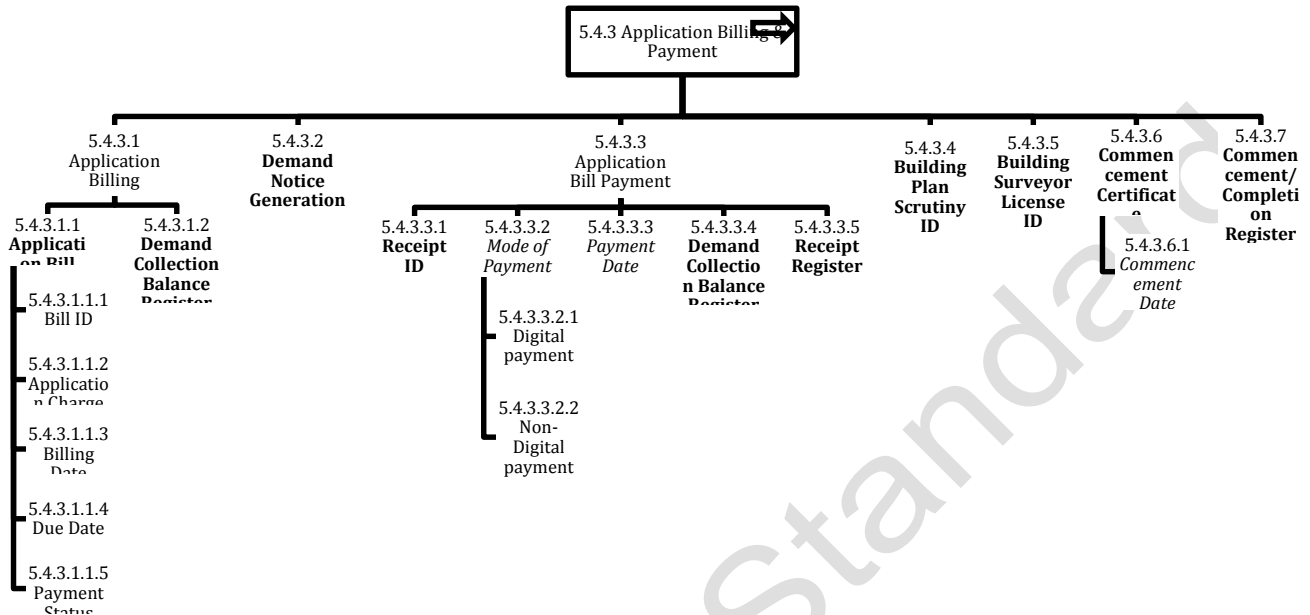 5.4.3 Application Billing &
Payment
5.4.3.1
Application
Billing
5.4.3.2
Demand
Notice
Generation
5.4.3.3
Application
Bill Payment
5.4.3.4
Building
Plan
Scrutiny
ID
5.4.3.5
Building
Surveyor
License
ID
5.4.3.6
Commen
cement
Certificat
e
5.4.3.7
Commen
cement/
Completi
on
Register
5.4.3.1.1
Applicati
on Bill
5.4.3.1.2
Demand
Collection
Balance
Register
5.4.3.3.1
Receipt
ID
5.4.3.3.2
Mode of
Payment
5.4.3.3.3
Payment
Date
5.4.3.3.4
Demand
Collectio
n Balance
Register
5.4.3.3.5
Receipt
Register
5.4.3.6.1
Commenc
ement
Date
5.4.3.1.1.1
Bill ID
5.4.3.1.1.2
Applicatio
n Charge
5.4.3.1.1.3
Billing
Date
5.4.3.1.1.4
Due Date
5.4.3.1.1.5
Payment
Status
5.4.3.3.2.1
Digital
payment
5.4.3.3.2.2
Non-
Digital
payment
Standa
d